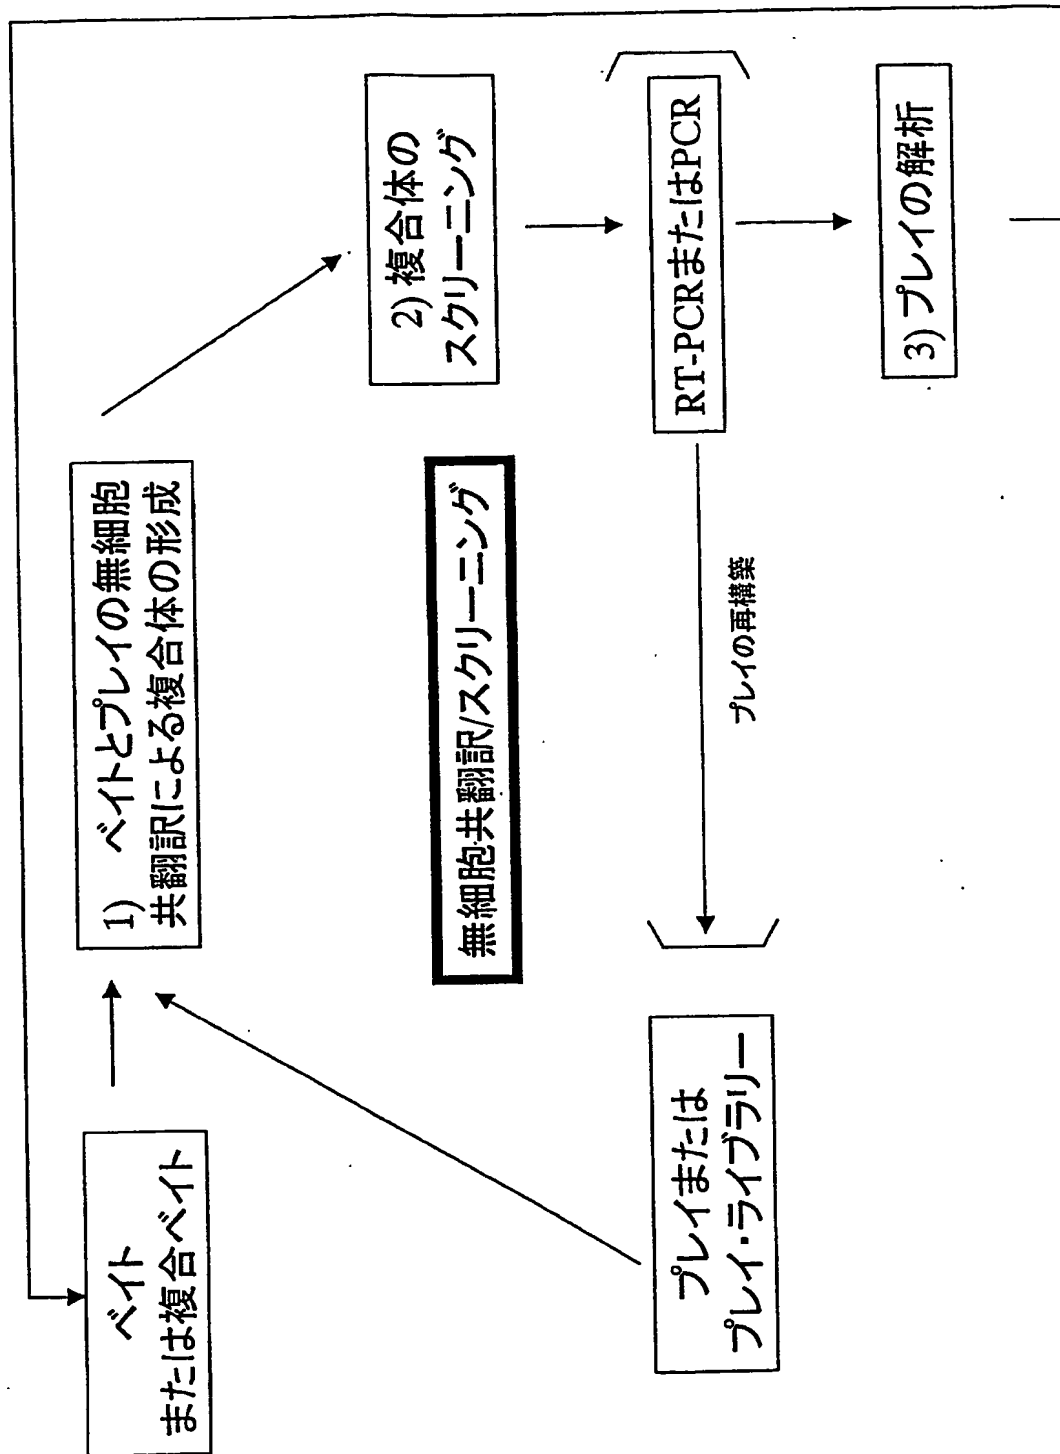 ベイト
または複合ベイト
1) ベイトとプレイの無細胞
共翻訳による複合体の形成
2) 複合体の
スクリーニング
無細胞共翻訳/スクリーニング
プレイまたは
プレイ・ライブラリー
プレイの再構築
RT-PCRまたはPCR
3) プレイの解析